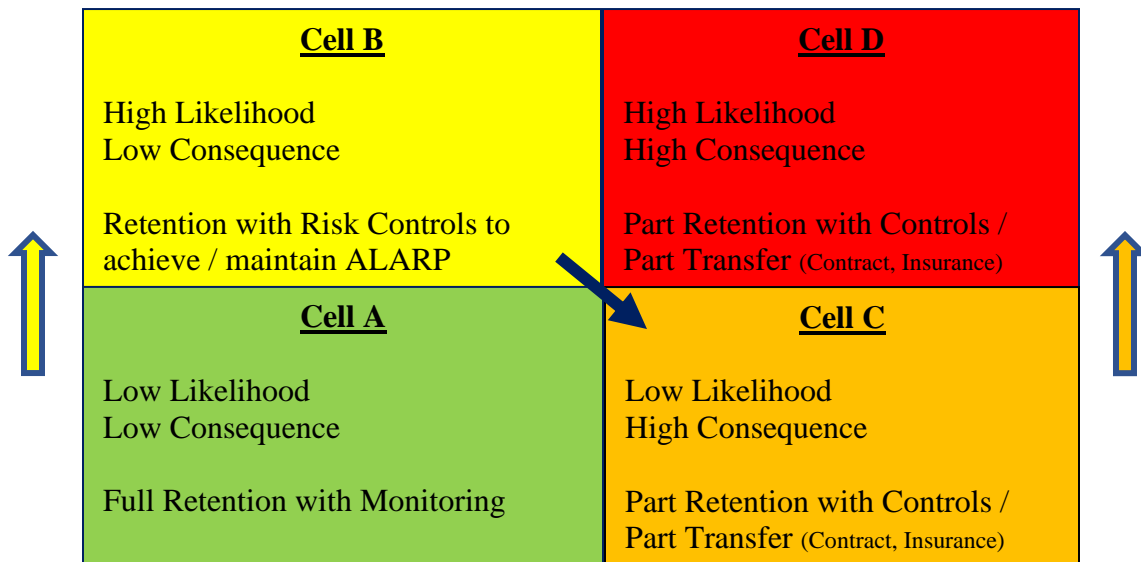 Cell B
High Likelihood
Low Consequence
Retention with Risk Controls to
achieve / maintain ALARP
Cell D
High Likelihood
High Consequence
Part Retention with Controls /
Part Transfer (Contract, Insurance)
Cell A
Low Likelihood
Low Consequence
Full Retention with Monitoring
Cell C
Low Likelihood
High Consequence
Part Retention with Controls /
Part Transfer (Contract, Insurance)